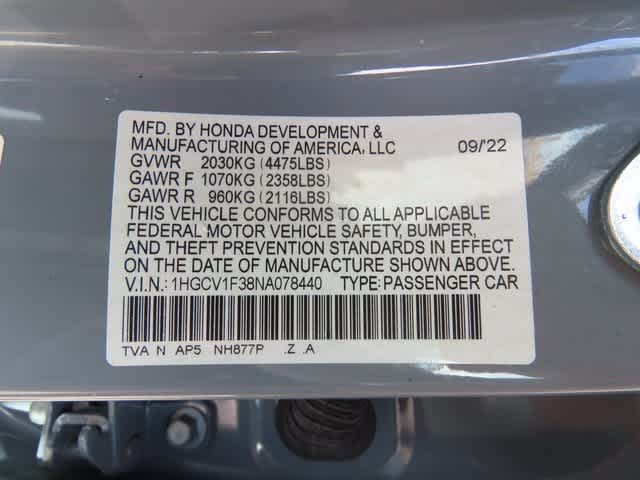 MFD. BY HONDA DEVELOPMENT &
MANUFACTURING OF AMERICA, LLC 09/'22
GVWR 2030KG (4475LBS)
GAWR F 1070KG (2358LBS)
GAWR R 960KG (2116LBS)
THIS VEHICLE CONFORMS TO ALL APPLICABLE
FEDERAL MOTOR VEHICLE SAFETY, BUMPER,
AND THEFT PREVENTION STANDARDS IN EFFECT
ON THE DATE OF MANUFACTURE SHOWN ABOVE.
V.I.N.: 1HGCV1F38NA078440 TYPE:PASSENGER CAR
TVA N AP5 NH877P .Z .A